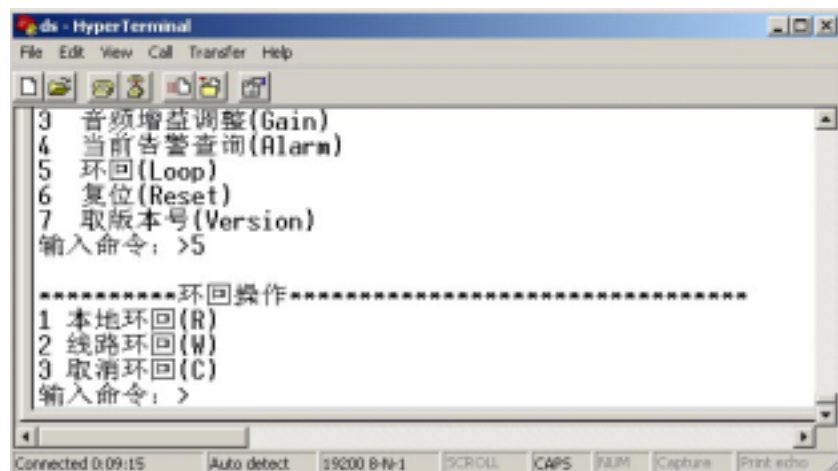 ds - HyperTerminal
File Edit View Call Transfer Help
3 音频增益调整(Gain)
4 当前告警查询(Alarm)
5 环回(Loop)
6 复位(Reset)
7 取版本号(Version)
输入命令: >5
**********环回操作**********************************
1 本地环回(R)
2 线路环回(W)
3 取消环回(C)
输入命令: >
Connected 0:09:15 Auto detect 19200 8-N-1 SCROLL CAPS NUM Capture Print echo